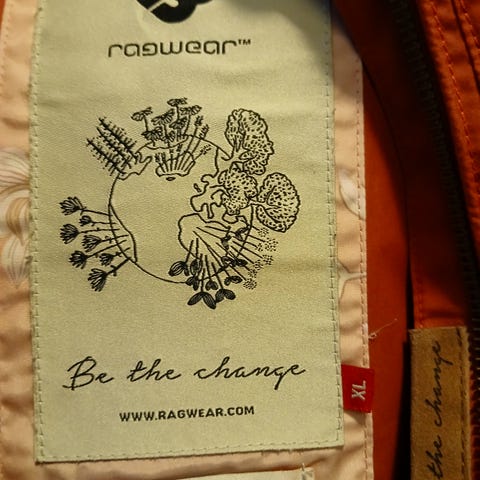 ragwear™
Be the change
WWW.RAGWEAR.COM
XL
the change